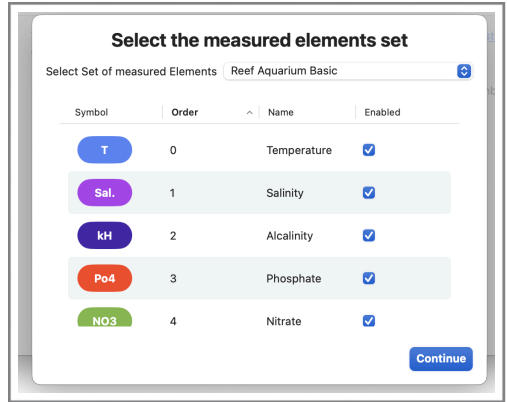 Select the measured elements set
Select Set of measured Elements Reef Aquarium Basic
Symbol Order Name Enabled
T 0 Temperature
Sal. 1 Salinity
kH 2 Alcalinity
Po4 3 Phosphate
NO3 4 Nitrate
Continue